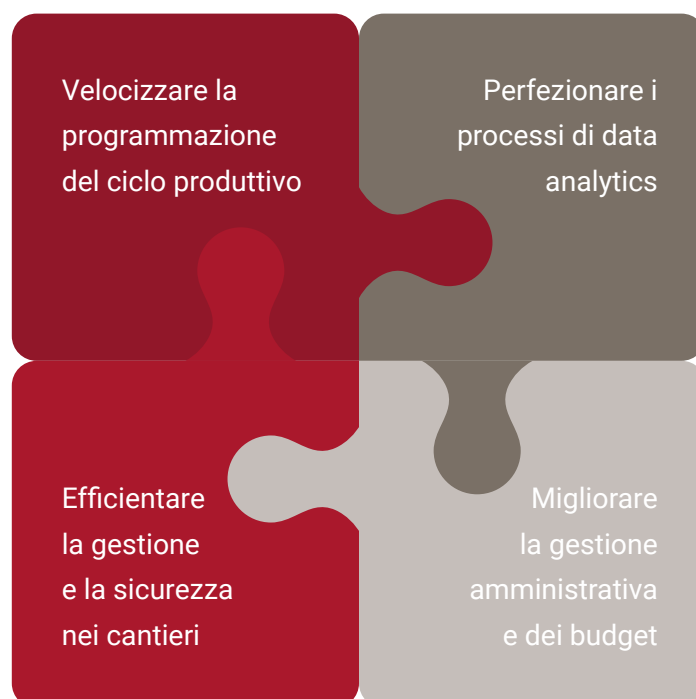 Velocizzare la
programmazione
del ciclo produttivo
Perfezionare i
processi di data
analytics
Efficientare
la gestione
e la sicurezza
nei cantieri
Migliorare
la gestione
amministrativa
e dei budget